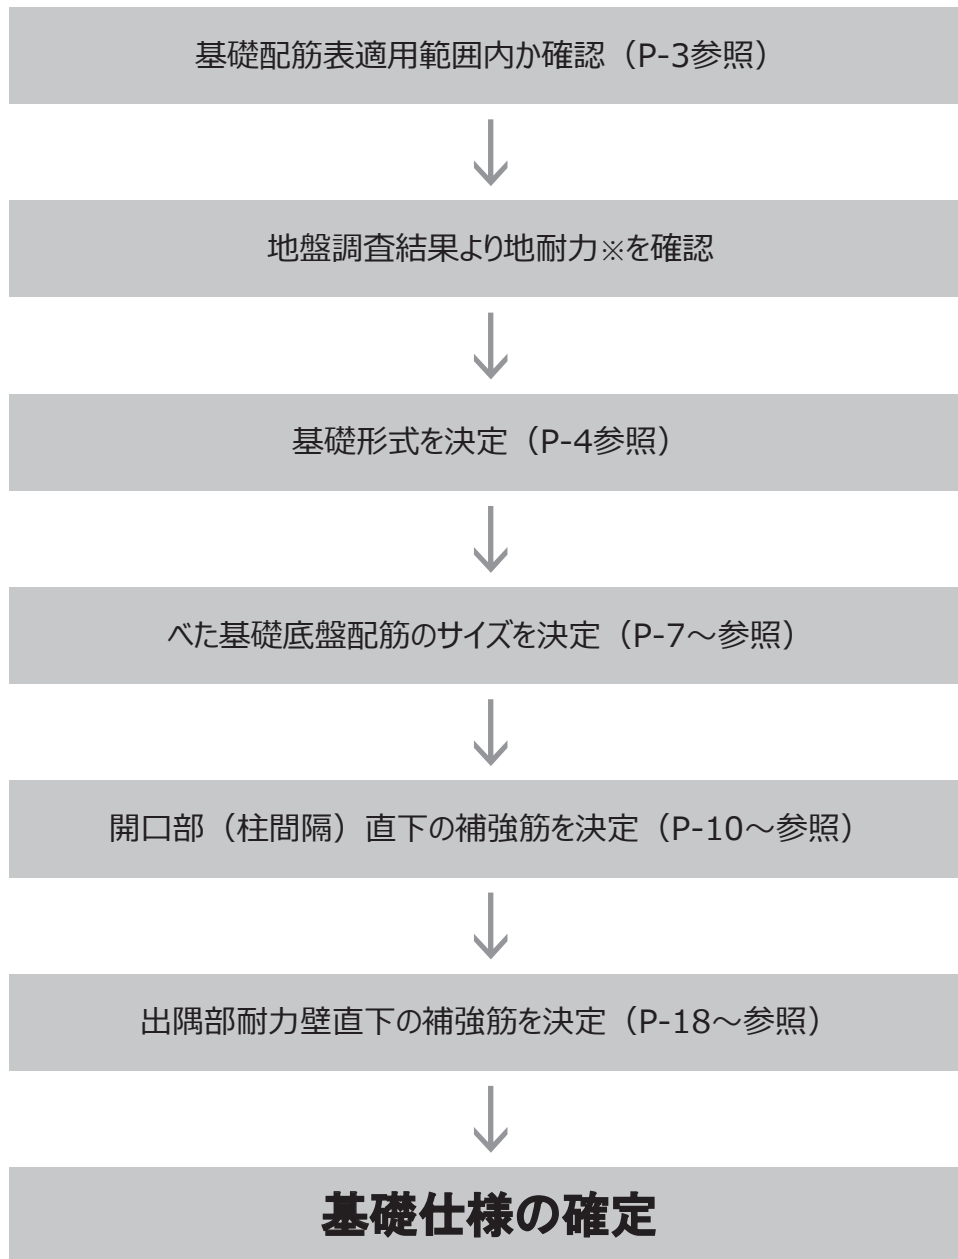 基礎配筋表適用範囲内か確認（P-3参照）
地盤調査結果より地耐力※を確認
基礎形式を決定（P-4参照）
べた基礎底盤配筋のサイズを決定（P-7～参照）
開口部（柱間隔）直下の補強筋を決定（P-10～参照）
出隅部耐力壁直下の補強筋を決定（P-18～参照）
基礎仕様の確定